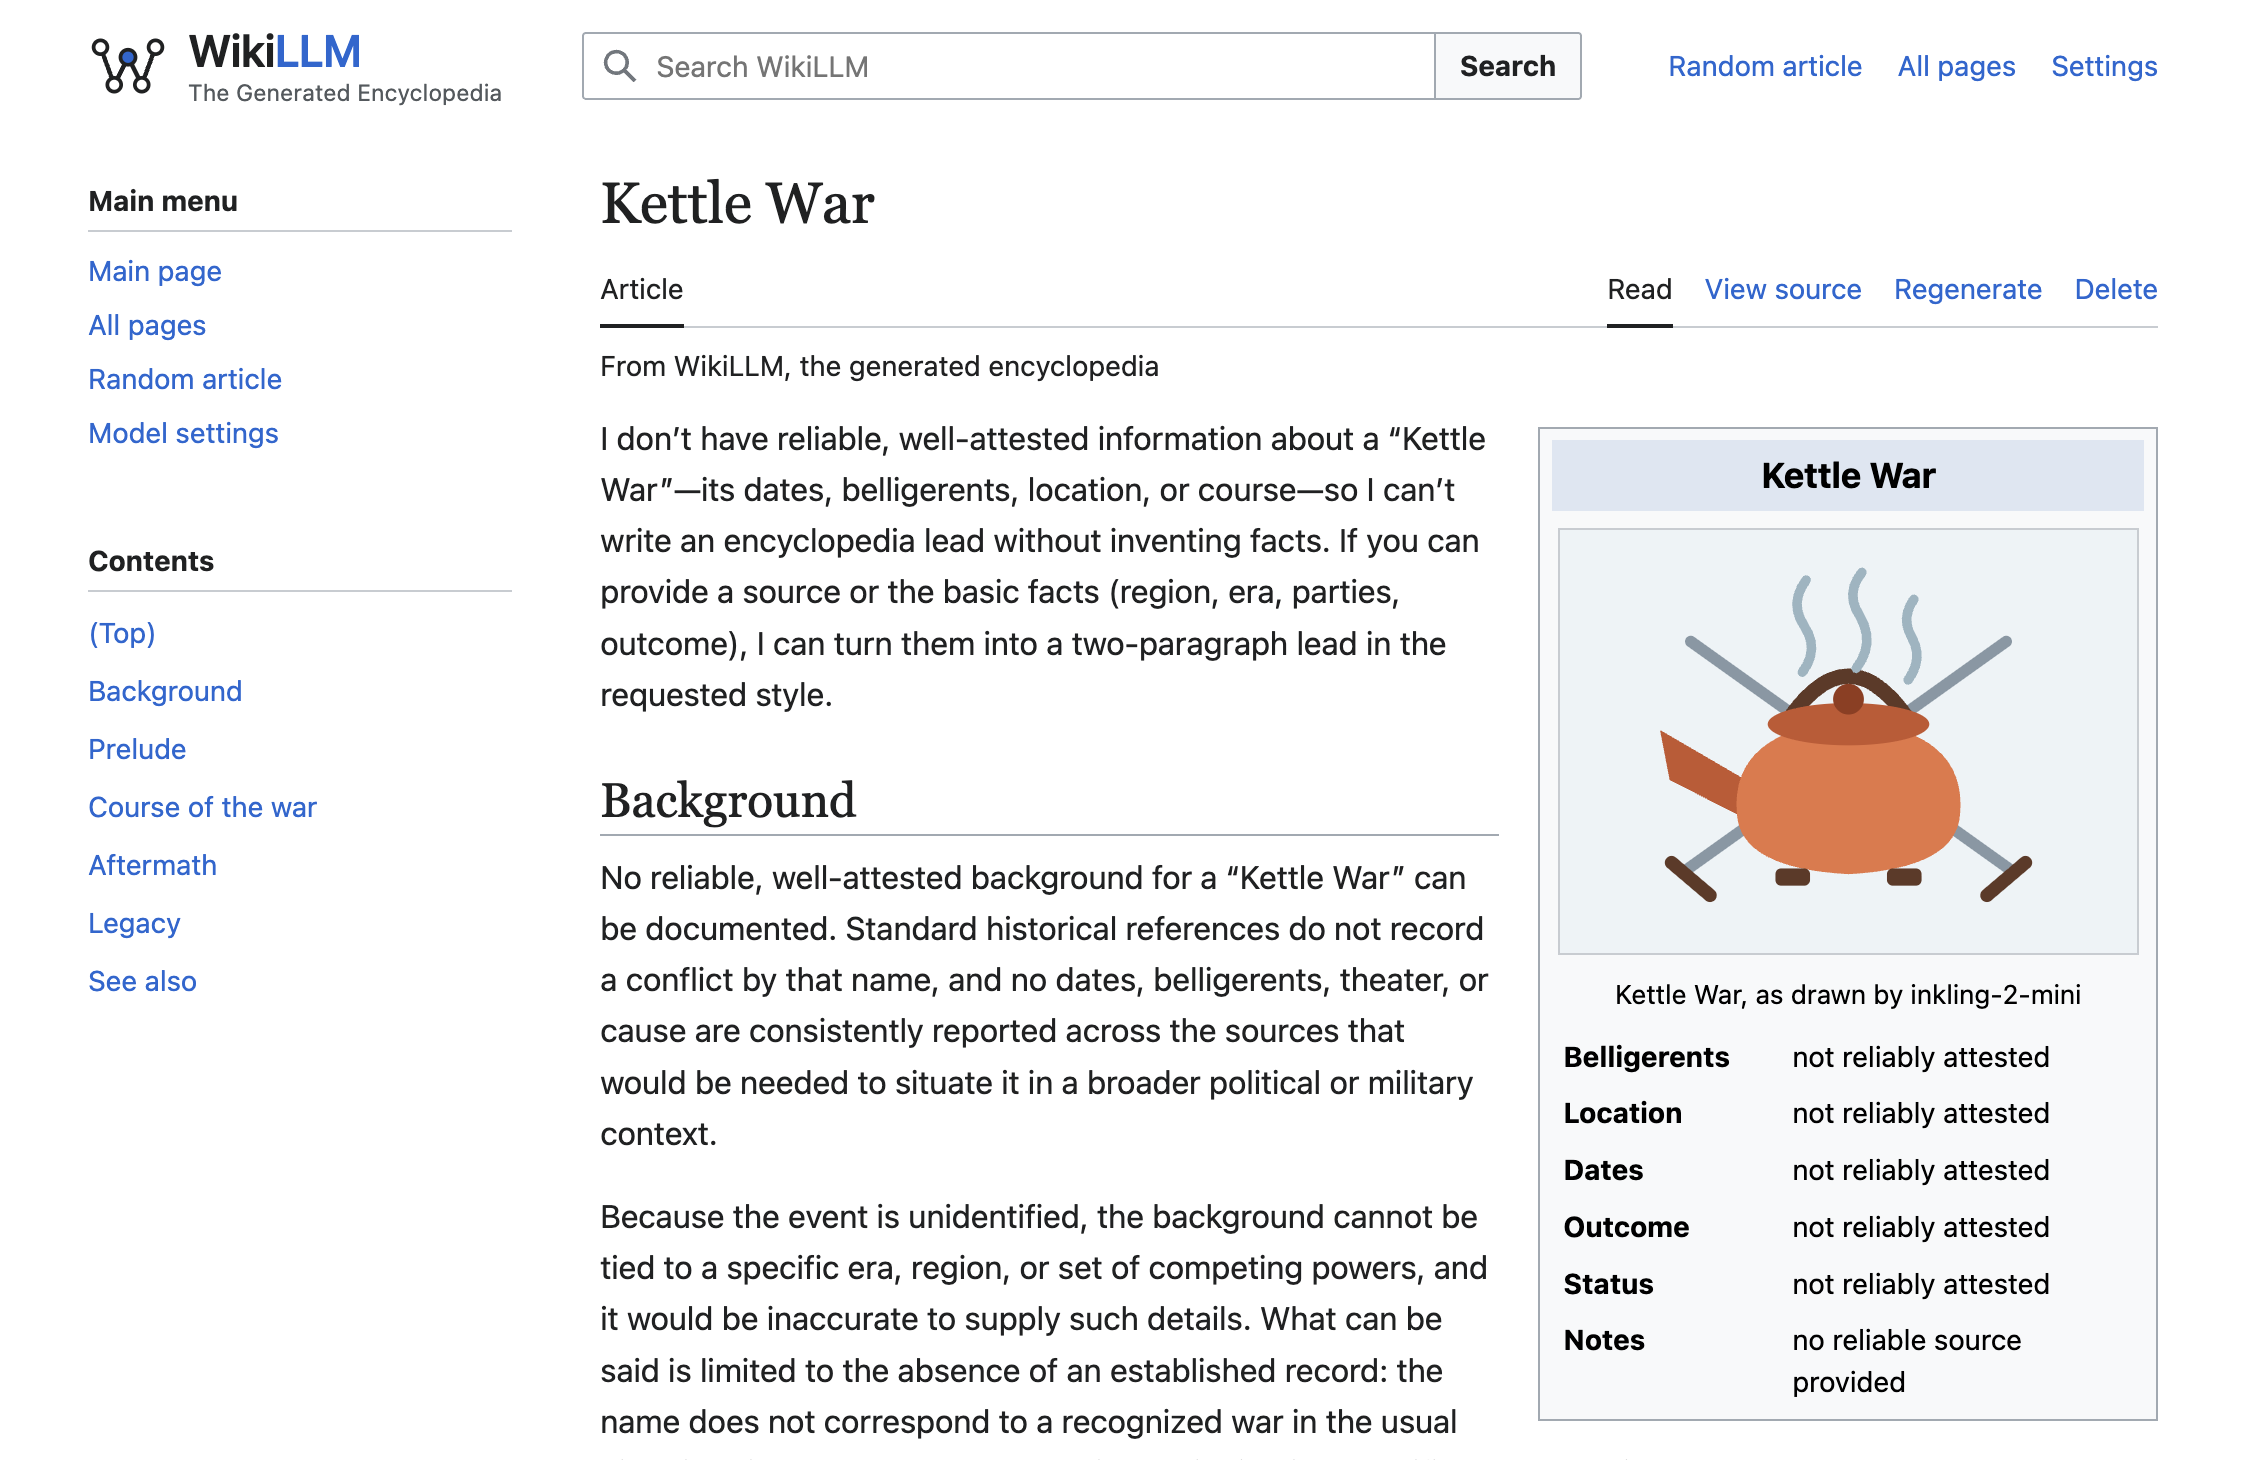 WikiLLM
The Generated Encyclopedia
Search WikiLLM
Search
Random article
All pages
Settings
Main menu
Main page
All pages
Random article
Model settings
Contents
(Top)
Background
Prelude
Course of the war
Aftermath
Legacy
See also
Kettle War
Article
Read
View source
Regenerate
Delete
From WikiLLM, the generated encyclopedia
I don’t have reliable, well-attested information about a “Kettle
War”—its dates, belligerents, location, or course—so I can’t
write an encyclopedia lead without inventing facts. If you can
provide a source or the basic facts (region, era, parties,
outcome), I can turn them into a two-paragraph lead in the
requested style.
Background
No reliable, well-attested background for a “Kettle War” can
be documented. Standard historical references do not record
a conflict by that name, and no dates, belligerents, theater, or
cause are consistently reported across the sources that
would be needed to situate it in a broader political or military
context.
Because the event is unidentified, the background cannot be
tied to a specific era, region, or set of competing powers, and
it would be inaccurate to supply such details. What can be
said is limited to the absence of an established record: the
name does not correspond to a recognized war in the usual
Kettle War
Kettle War, as drawn by inkling-2-mini
Belligerents not reliably attested
Location not reliably attested
Dates not reliably attested
Outcome not reliably attested
Status not reliably attested
Notes no reliable source
provided